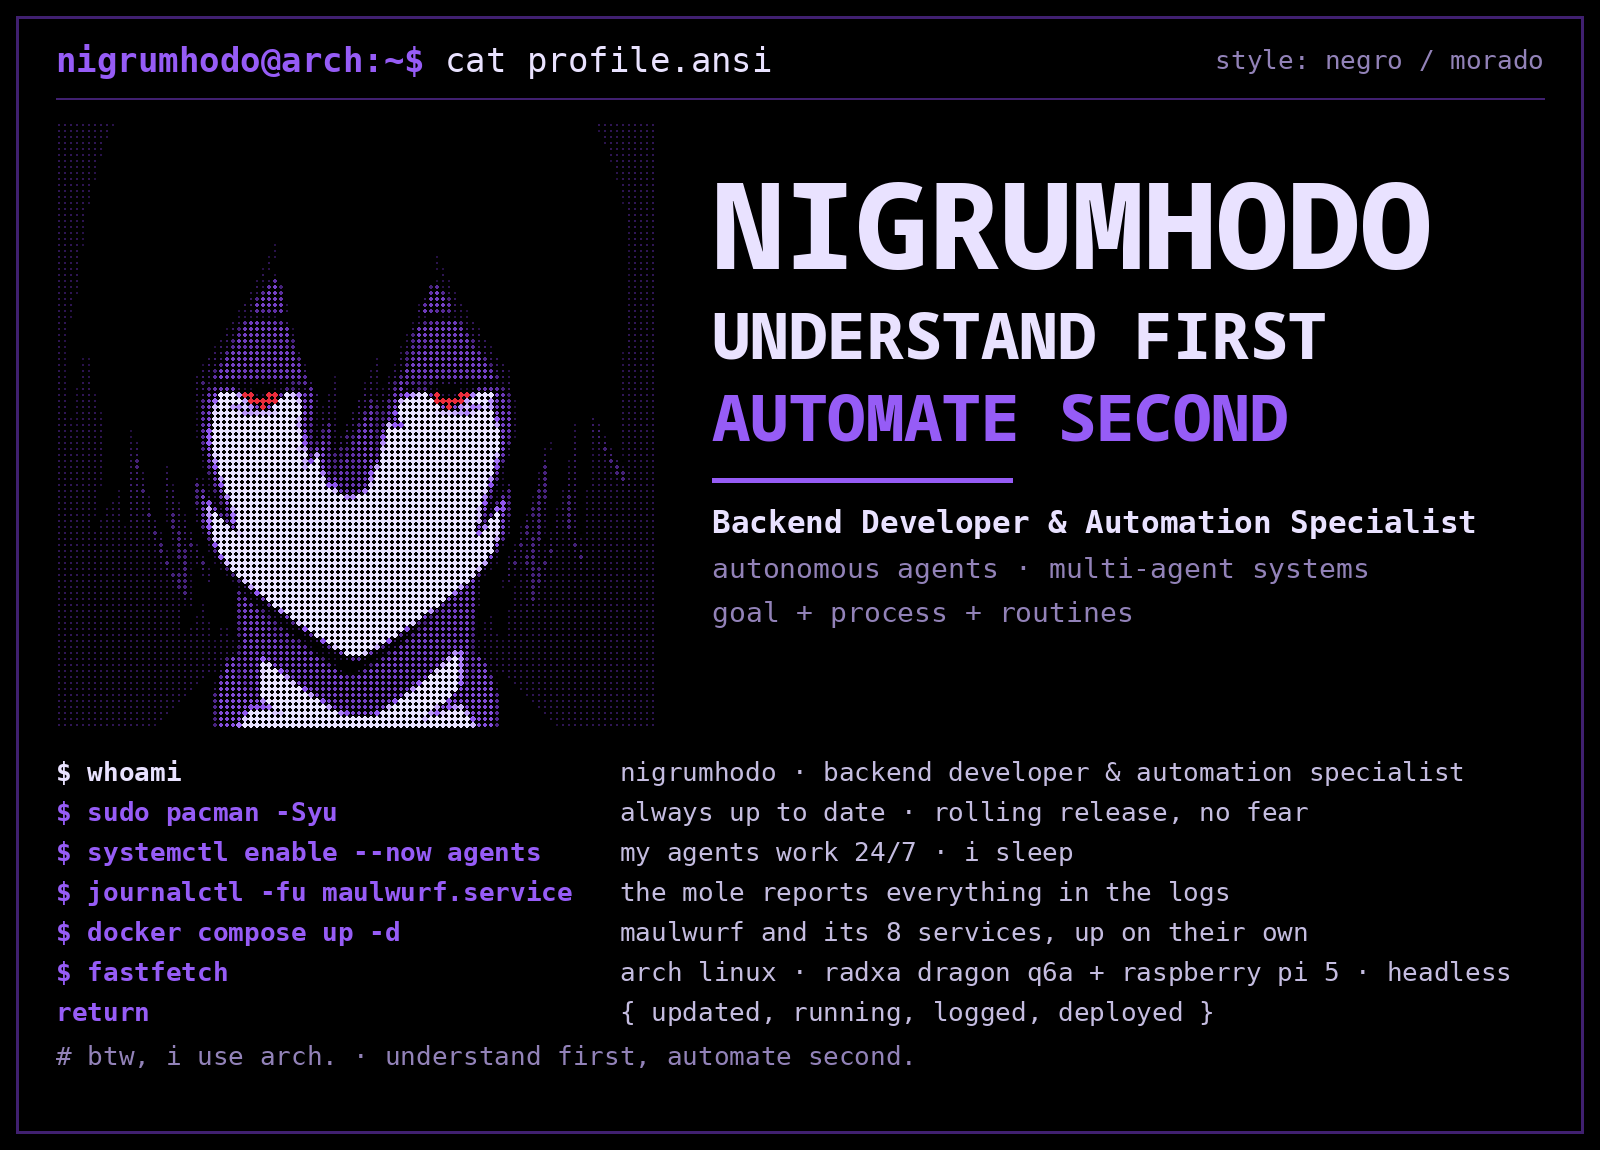 nigrumhodo@arch:~$ cat profile.ansi
style: negro / morado
NIGRUMHODO
UNDERSTAND FIRST
AUTOMATE SECOND
Backend Developer & Automation Specialist
autonomous agents · multi-agent systems
goal + process + routines
$ whoami nigrumhodo · backend developer & automation specialist
$ sudo pacman -Syu always up to date · rolling release, no fear
$ systemctl enable --now agents my agents work 24/7 · i sleep
$ journalctl -fu maulwurf.service the mole reports everything in the logs
$ docker compose up -d maulwurf and its 8 services, up on their own
$ fastfetch arch linux · radxa dragon q6a + raspberry pi 5 · headless
return { updated, running, logged, deployed }
# btw, i use arch. · understand first, automate second.